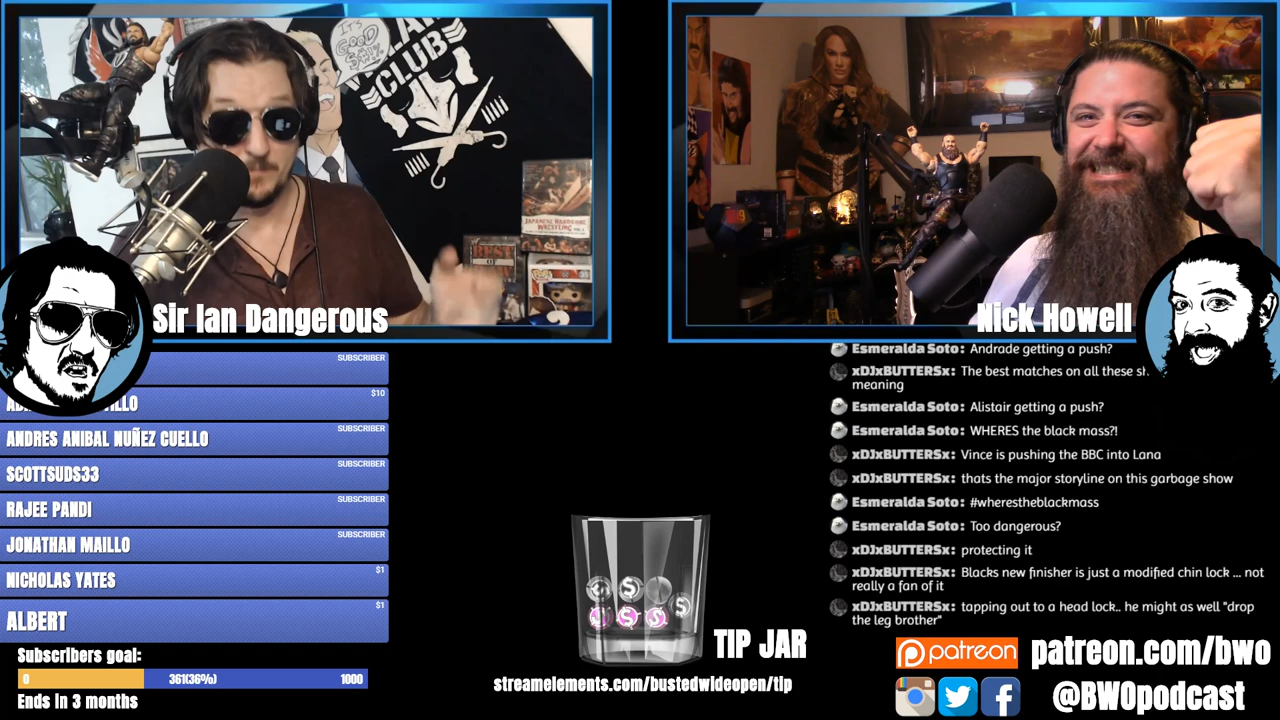 IT'S
GOOD
SH!%
CLUB
JAPANESE HARDCORE
WRESTLING
BEST
OF
Sir Ian Dangerous
Nick Howell
SUBSCRIBER
$10
SUBSCRIBER
ANDRES ANIBAL NUÑEZ CUELLO
SUBSCRIBER
SCOTTSUDS33
SUBSCRIBER
RAJEE PANDI
SUBSCRIBER
JONATHAN MAILLO
$1
NICHOLAS YATES
$1
ALBERT
Subscribers goal:
0 361(36%) 1000
Ends in 3 months
TIP JAR
streamelements.com/bustedwideopen/tip
Esmeralda Soto: Andrade getting a push?
xDJxBUTTERSx: The best matches on all these
meaning
Esmeralda Soto: Alistair getting a push?
Esmeralda Soto: WHERES the black mass?!
xDJxBUTTERSx: Vince is pushing the BBC into Lana
xDJxBUTTERSx: thats the major storyline on this garbage show
Esmeralda Soto: #wherestheblackmass
Esmeralda Soto: Too dangerous?
xDJxBUTTERSx: protecting it
xDJxBUTTERSx: Blacks new finisher is just a modified chin lock ... not
really a fan of it
xDJxBUTTERSx: tapping out to a head lock.. he might as well "drop
the leg brother"
patreon patreon.com/bwo
@BWOpodcast